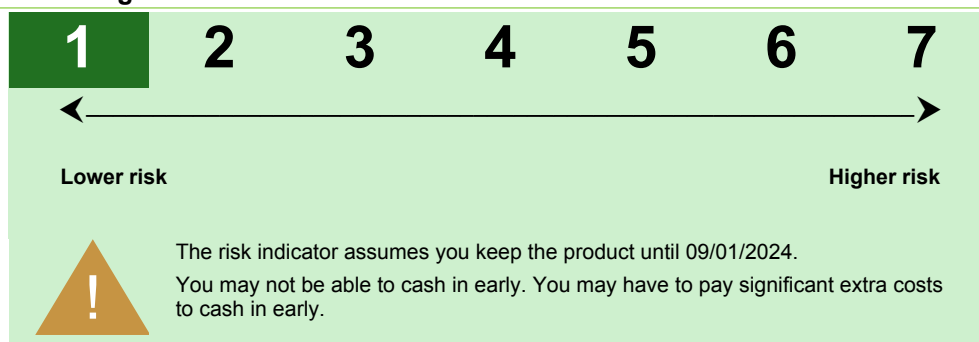 1 2 3 4 5 6 7
Lower risk Higher risk
!
The risk indicator assumes you keep the product until 09/01/2024.
You may not be able to cash in early. You may have to pay significant extra costs
to cash in early.